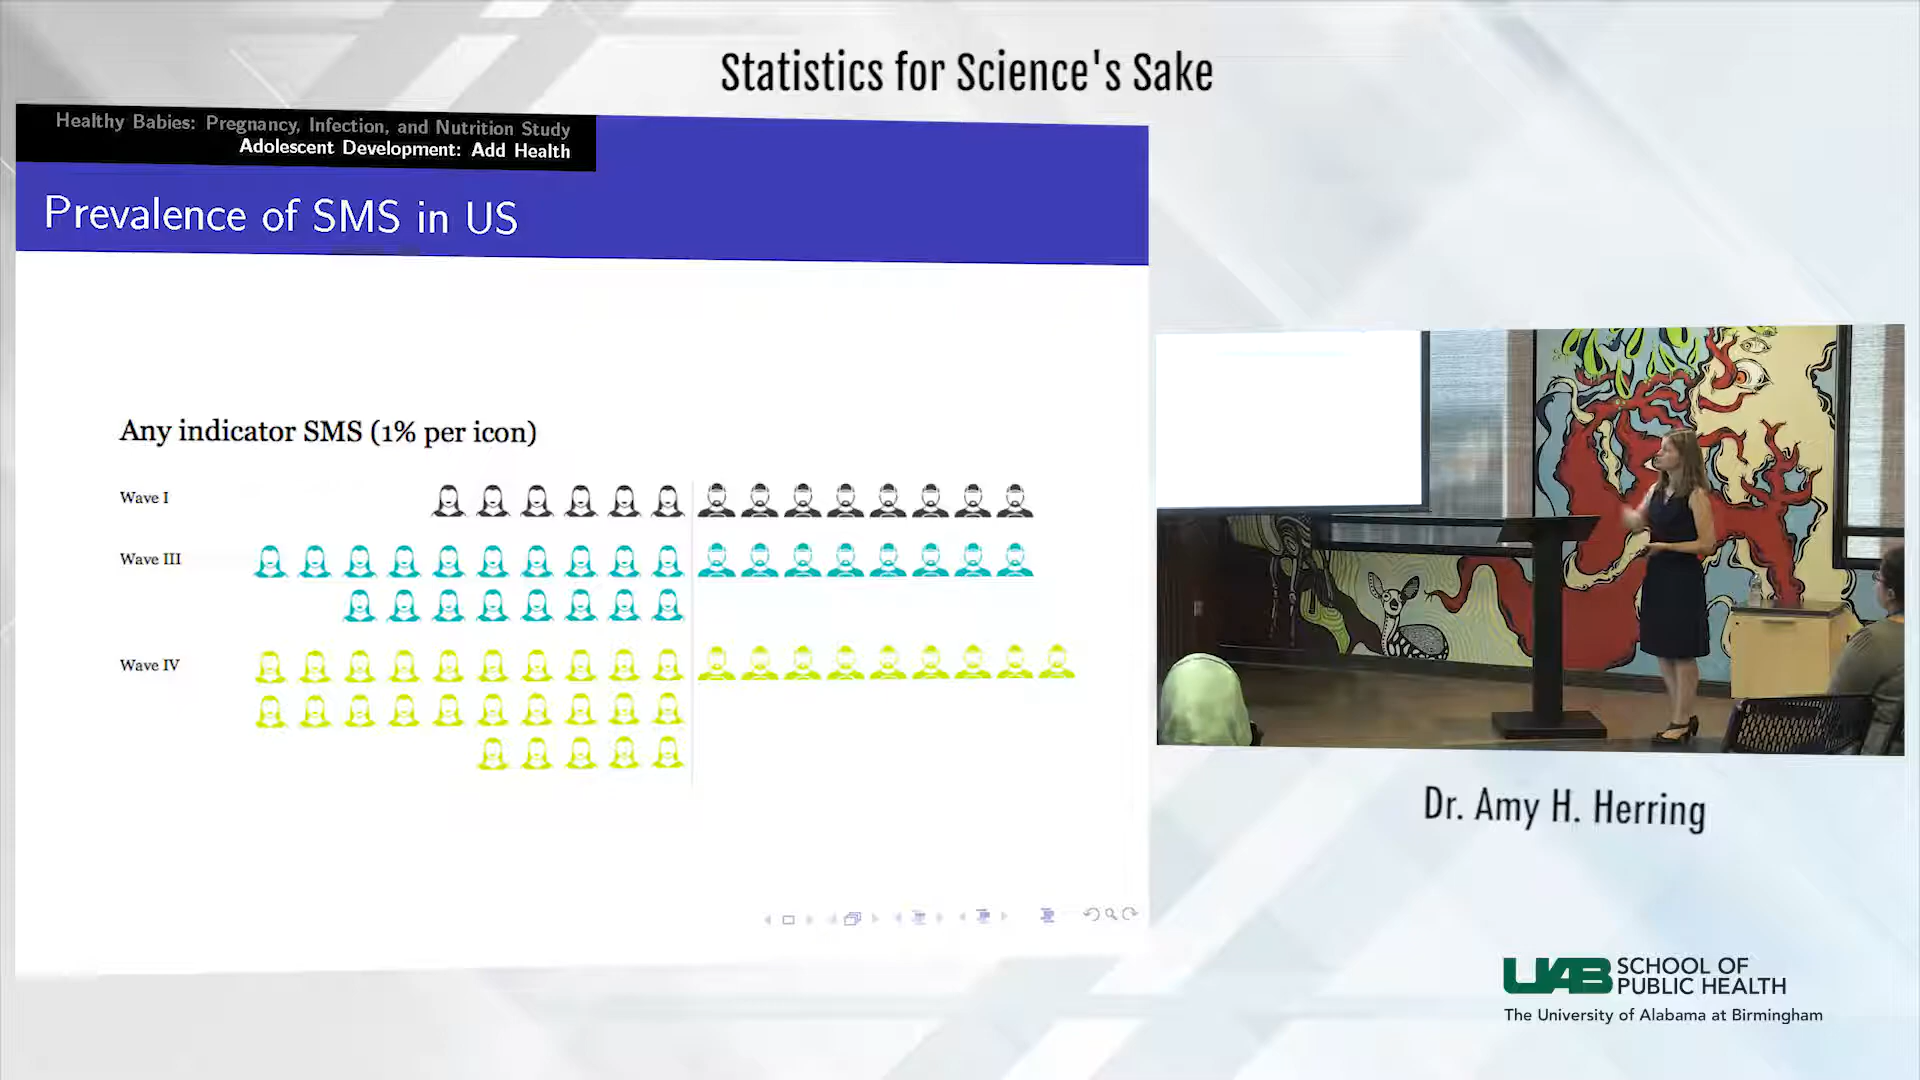 Statistics for Science's Sake
Healthy Babies: Pregnancy, Infection, and Nutrition Study
Adolescent Development: Add Health
Prevalence of SMS in US
Any indicator SMS (1% per icon)
Wave I
Wave III
Wave IV
Dr. Amy H. Herring
UAB SCHOOL OF
PUBLIC HEALTH
The University of Alabama at Birmingham